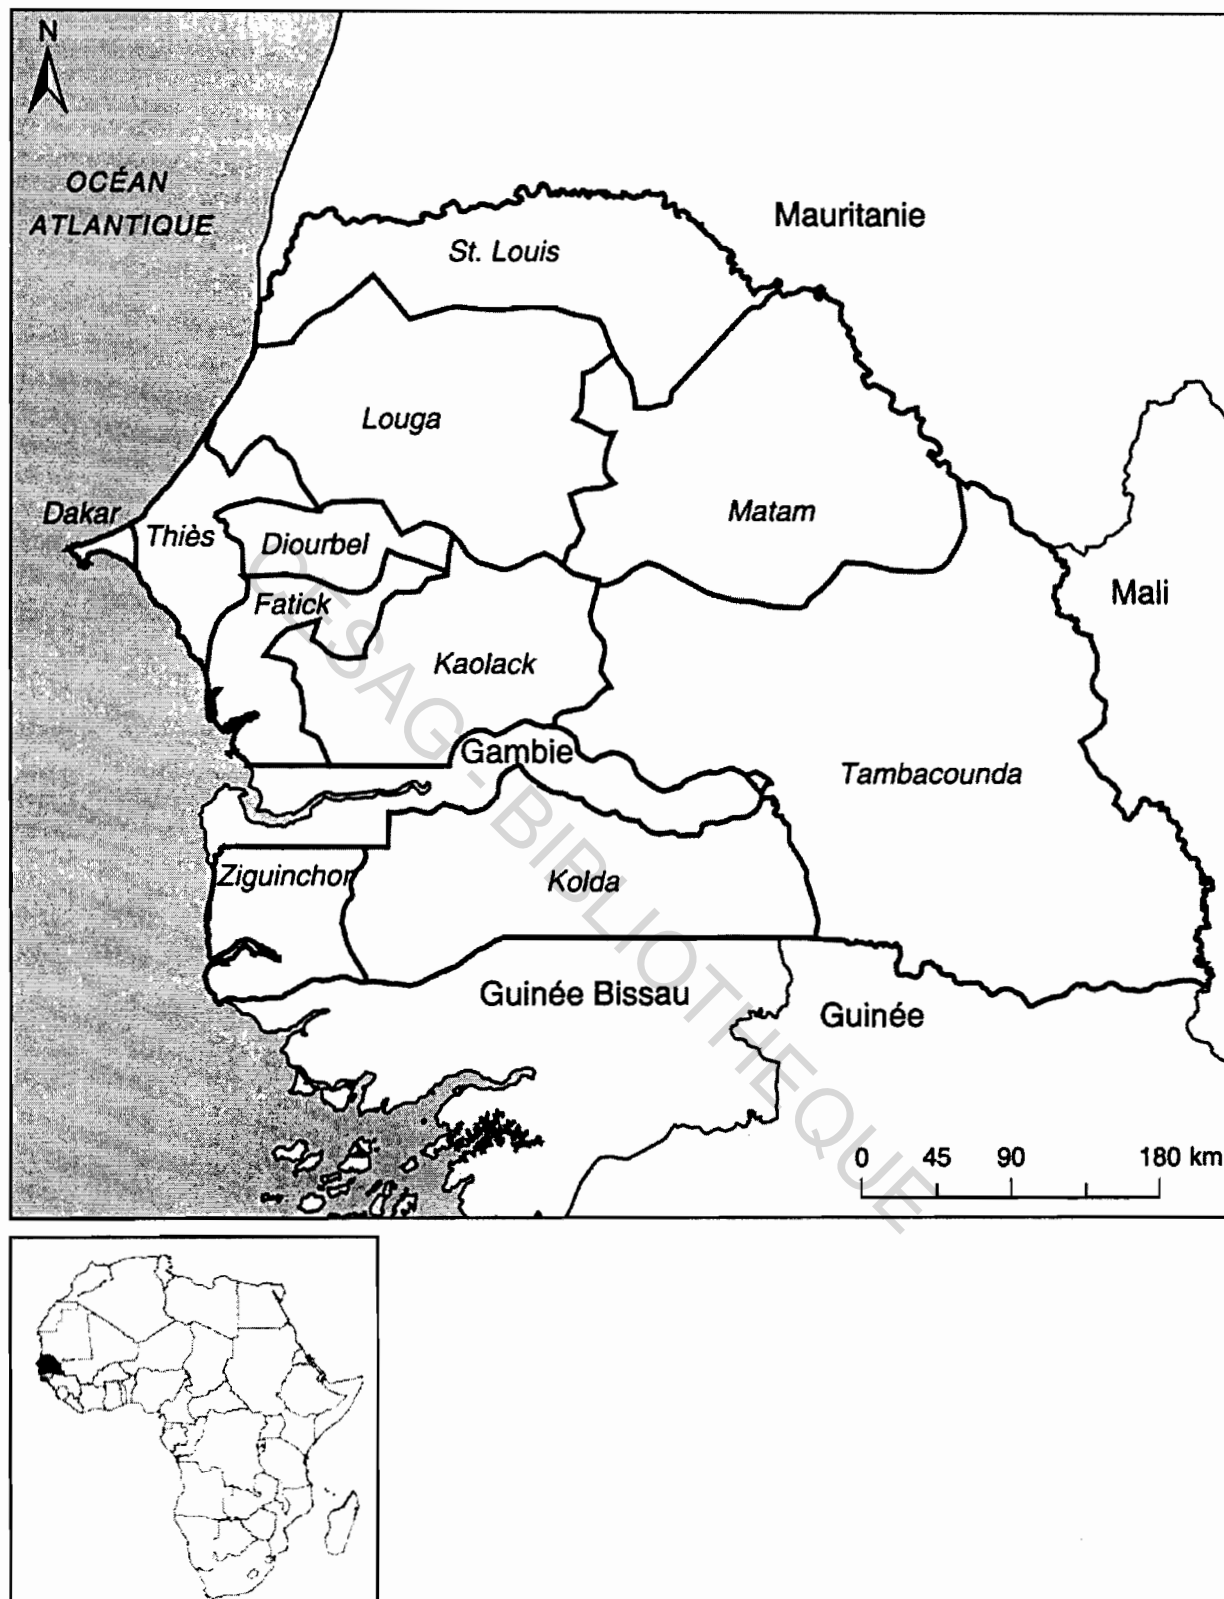 N
OCÉAN
ATLANTIQUE
Mauritanie
St. Louis
Louga
Matam
Dakar
Thiès
Diourbel
Mali
Fatick
Kaolack
Gambie
Tambacounda
Ziguinchor
Kolda
Guinée Bissau
Guinée
0 45 90 180 km
CESAG - BIBLIOTHEQUE